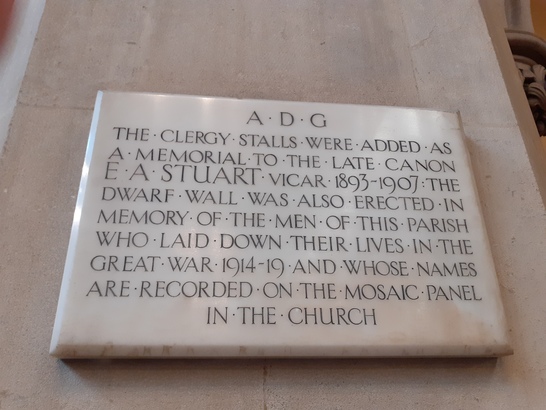 A·D·G
THE·CLERGY·STALLS·WERE·ADDED·AS
A·MEMORIAL·TO·THE·LATE·CANON
E·A·STUART·VICAR·1893-1907·THE
DWARF·WALL·WAS·ALSO·ERECTED·IN
MEMORY·OF·THE·MEN·OF·THIS·PARISH
WHO·LAID·DOWN·THEIR·LIVES·IN·THE
GREAT·WAR·1914-19·AND·WHOSE·NAMES
ARE·RECORDED·ON·THE·MOSAIC·PANEL
IN·THE·CHURCH